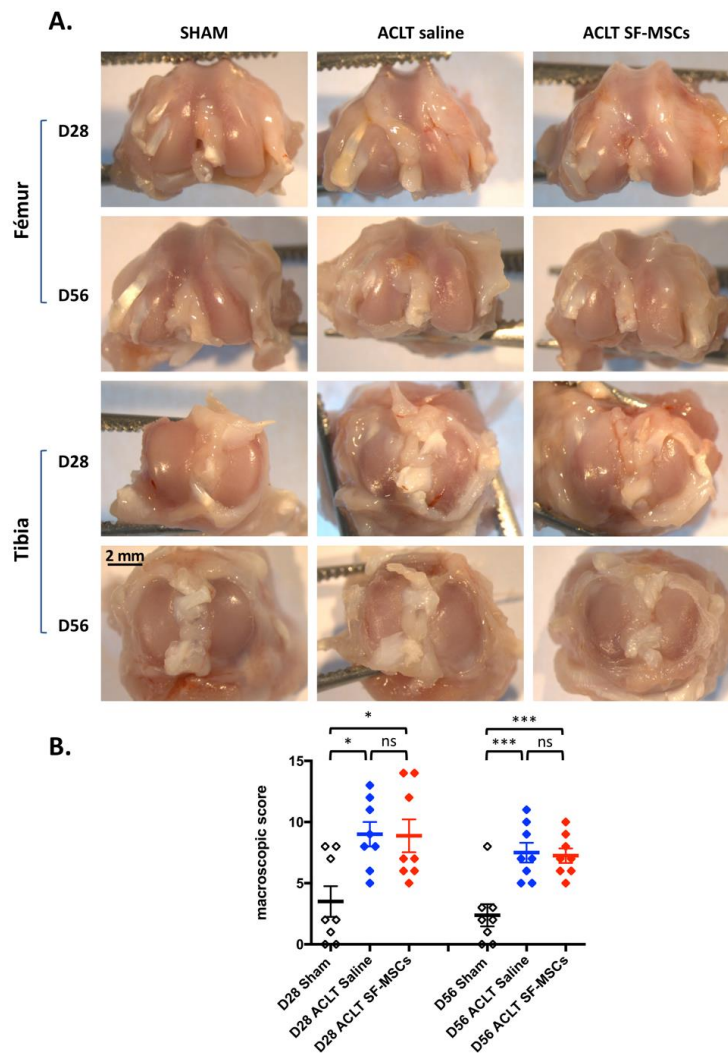 A.
SHAM
ACLT saline
ACLT SF-MSCs
Fémur
D28
D56
Tibia
D28
D56
2 mm
B.
*
***
*
ns
***
ns
macroscopic score
15
10
5
0
D28 Sham
D28 ACLT Saline
D28 ACLT SF-MSCs
D56 Sham
D56 ACLT Saline
D56 ACLT SF-MSCs